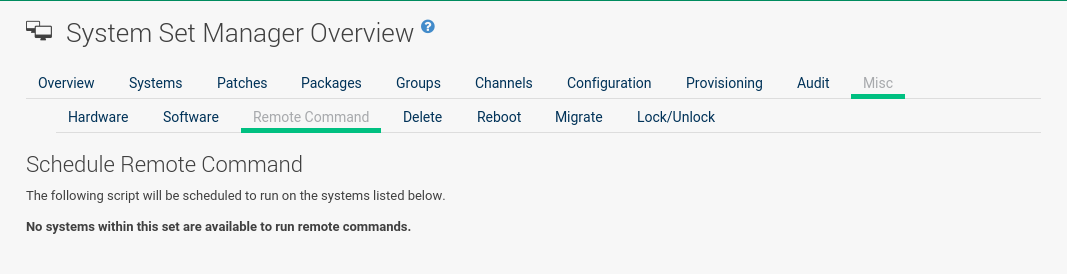 System Set Manager Overview ?
Overview Systems Patches Packages Groups Channels Configuration Provisioning Audit Misc
Hardware Software Remote Command Delete Reboot Migrate Lock/Unlock
Schedule Remote Command
The following script will be scheduled to run on the systems listed below.
No systems within this set are available to run remote commands.